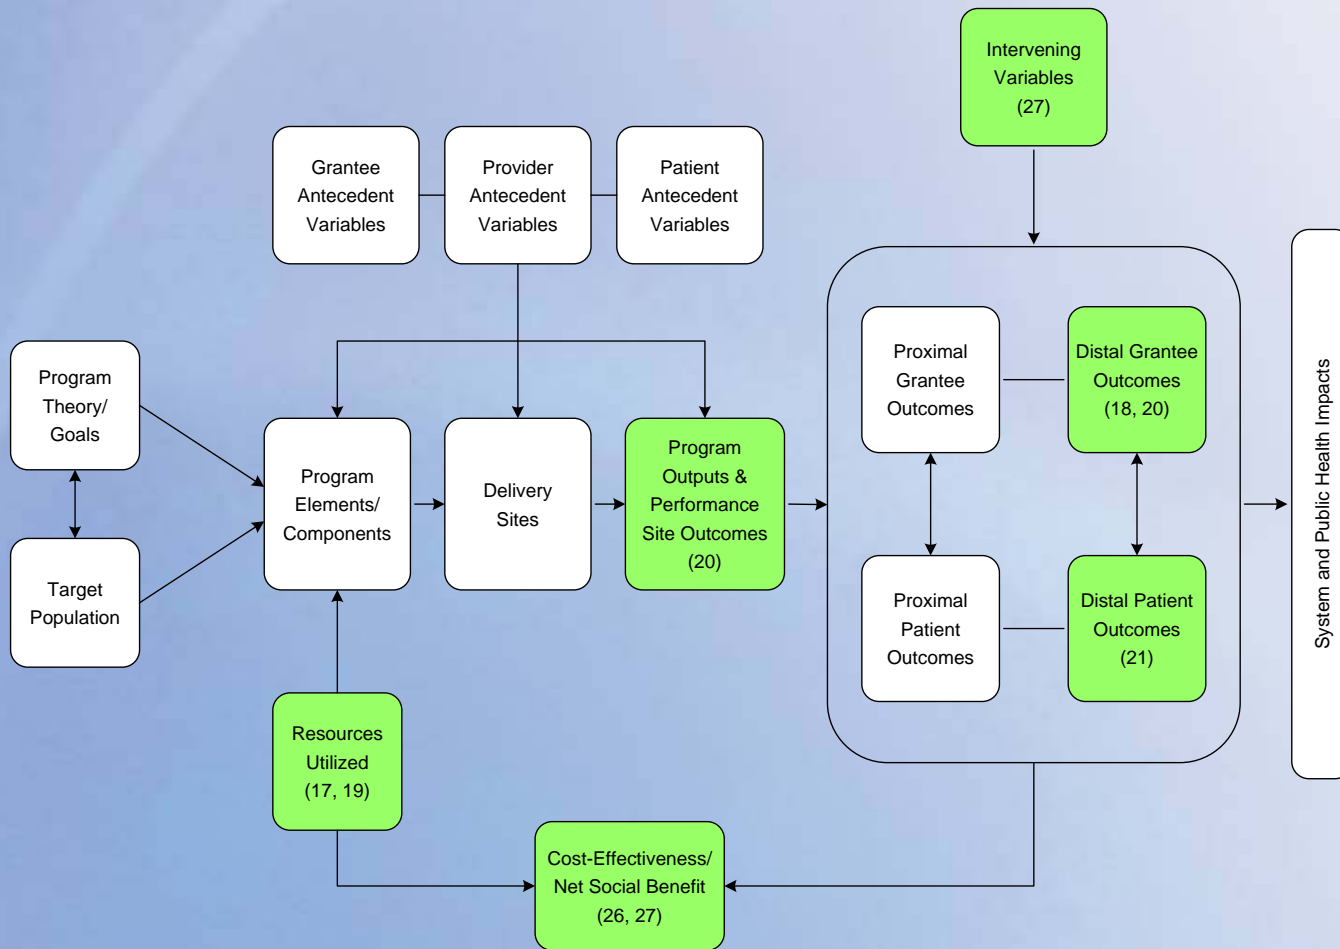 Intervening
Variables
(27)
Grantee
Antecedent
Variables
Provider
Antecedent
Variables
Patient
Antecedent
Variables
Program
Theory/
Goals
Target
Population
Program
Elements/
Components
Delivery
Sites
Program
Outputs &
Performance
Site Outcomes
(20)
Proximal
Grantee
Outcomes
Distal Grantee
Outcomes
(18, 20)
Proximal
Patient
Outcomes
Distal Patient
Outcomes
(21)
System and Public Health Impacts
Resources
Utilized
(17, 19)
Cost-Effectiveness/
Net Social Benefit
(26, 27)